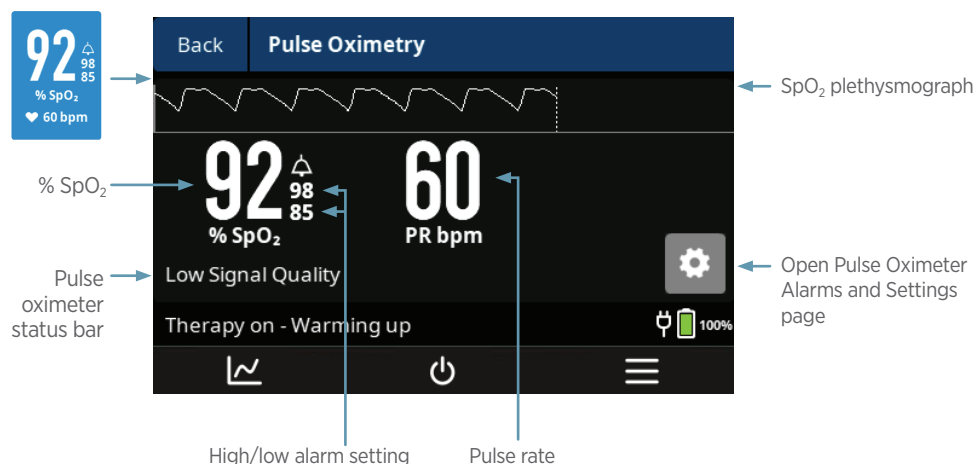 92
98
85
% SpO₂
60 bpm
Back
Pulse Oximetry
SpO₂ plethysmograph
% SpO₂
92
98
85
% SpO₂
60
PR bpm
Pulse
oximeter
status bar
Low Signal Quality
Open Pulse Oximeter
Alarms and Settings
page
Therapy on - Warming up
100%
High/low alarm setting
Pulse rate